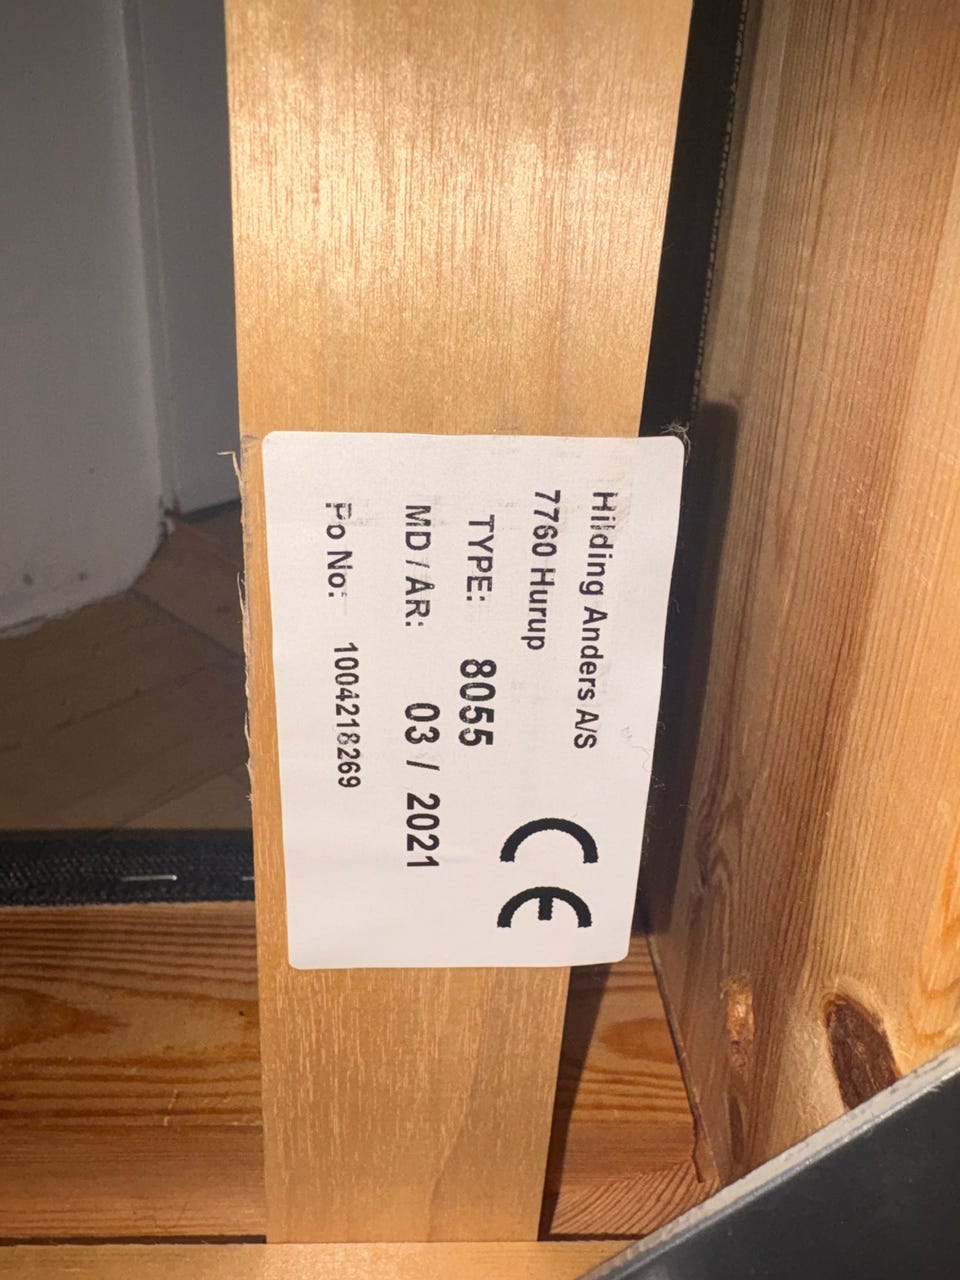 Hilding Anders A/S
7760 Hurup
TYPE: 8055
MD / ÅR: 03 / 2021
Po No: 1004218269
CE